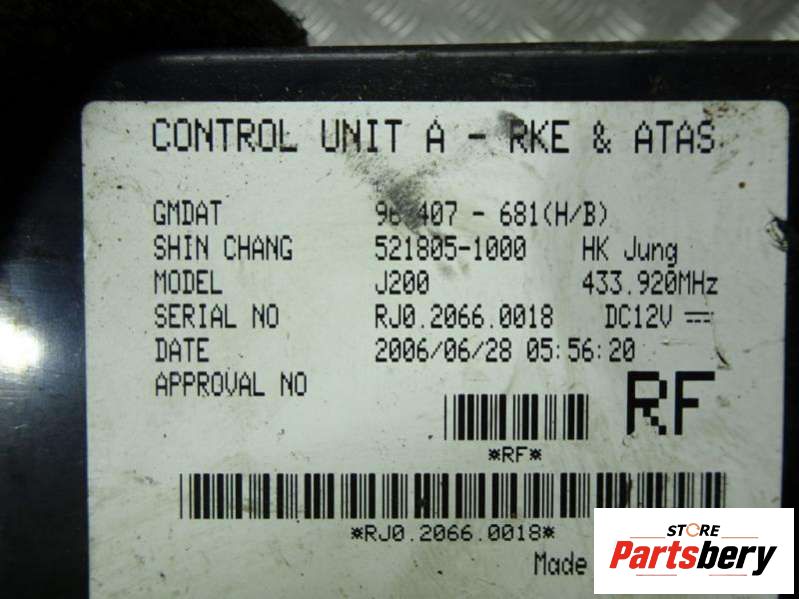 CONTROL UNIT A - RKE & ATAS
GMDAT 407 - 681(H/B)
SHIN CHANG 521805-1000 HK Jung
MODEL J200 433.920MHz
SERIAL NO RJ0.2066.0018 DC12V
DATE 2006/06/28 05:56:20
APPROVAL NO
RF
*RF*
*RJ0.2066.0018*
Made
STORE
Partsbery